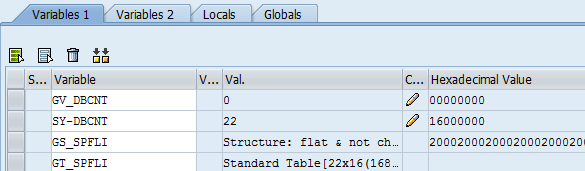 Variables 1 Variables 2 Locals Globals
S... Variable V... Val. C... Hexadecimal Value
GV_DBCNT 0 00000000
SY-DBCNT 22 16000000
GS_SPFLI Structure: flat & not ch... 2000200020002000200020
GT_SPFLI Standard Table[22x16(168...